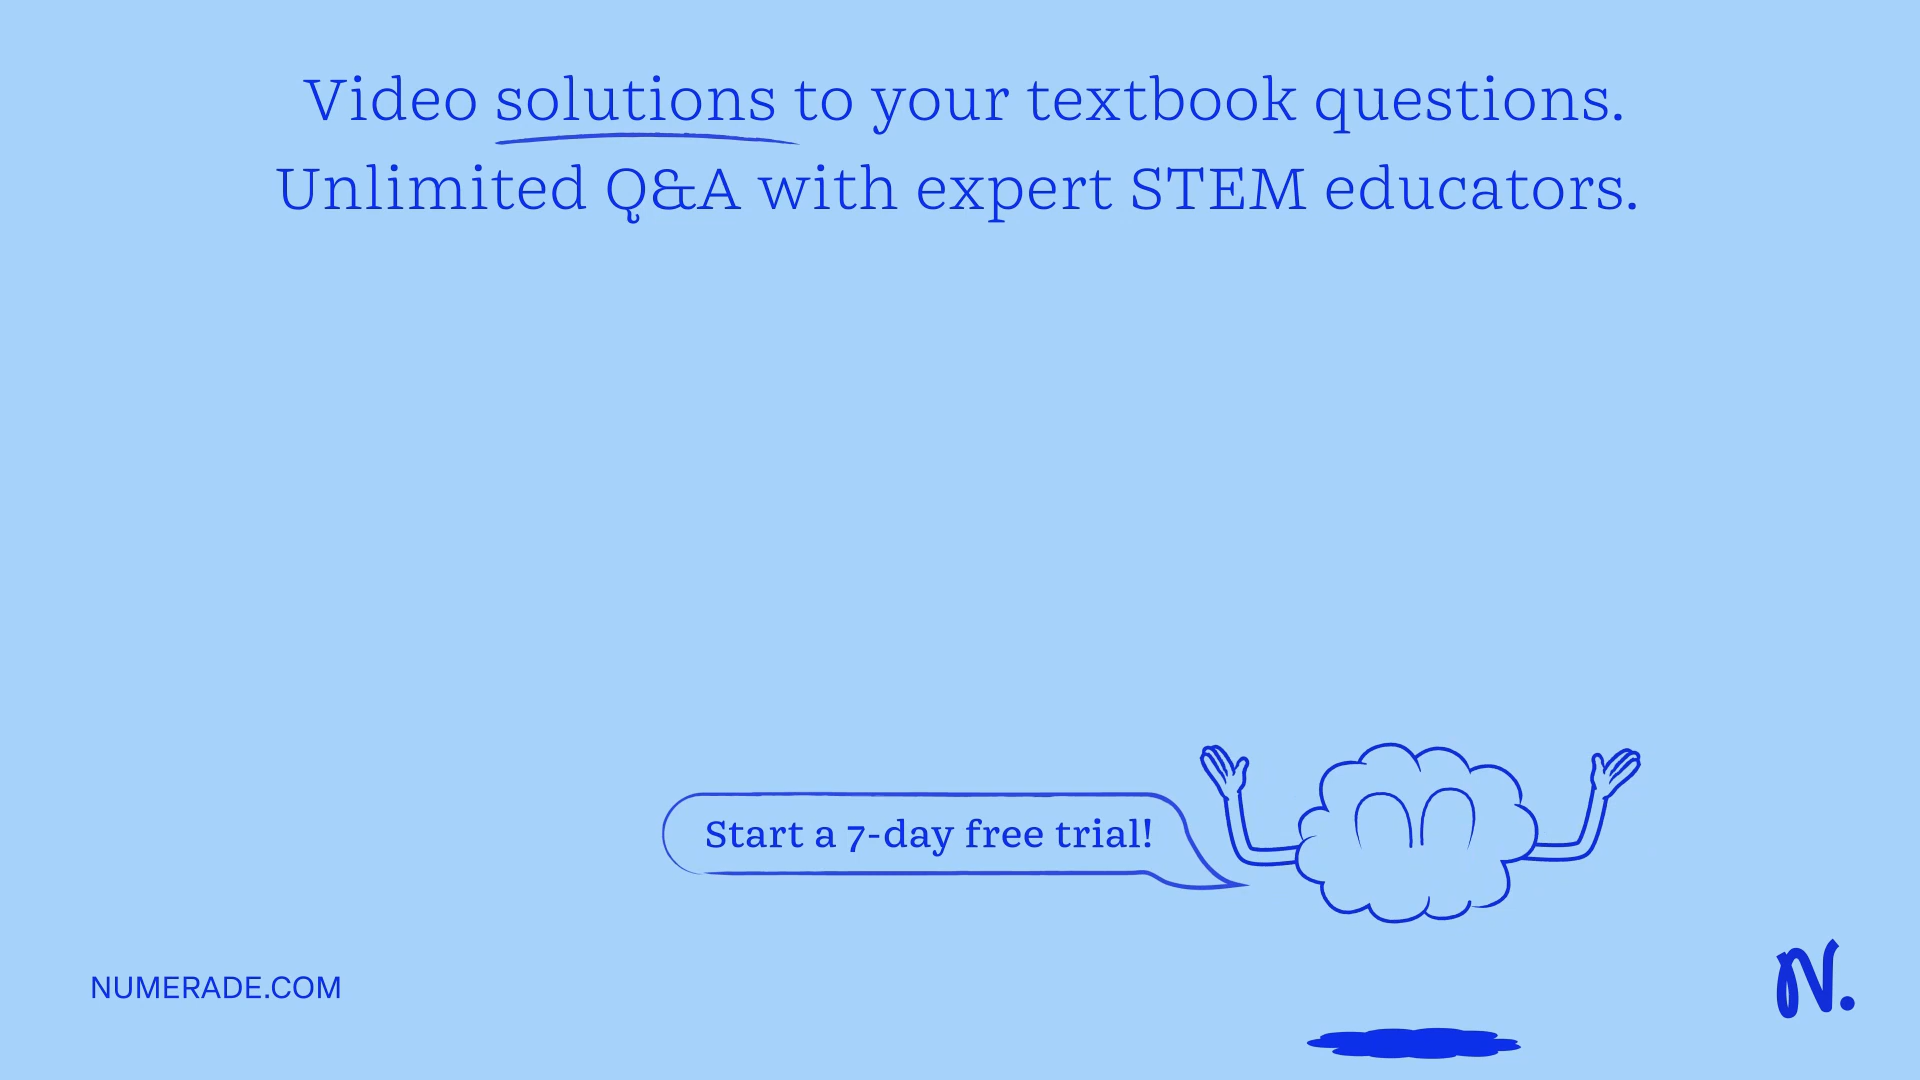 Video solutions to your textbook questions.
Unlimited Q&A with expert STEM educators.
Start a 7-day free trial!
NUMERADE.COM
N.